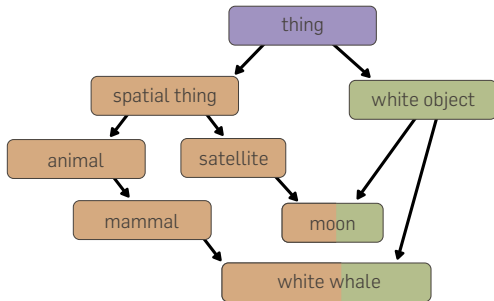 thing
spatial thing
white object
animal
satellite
mammal
moon
white whale